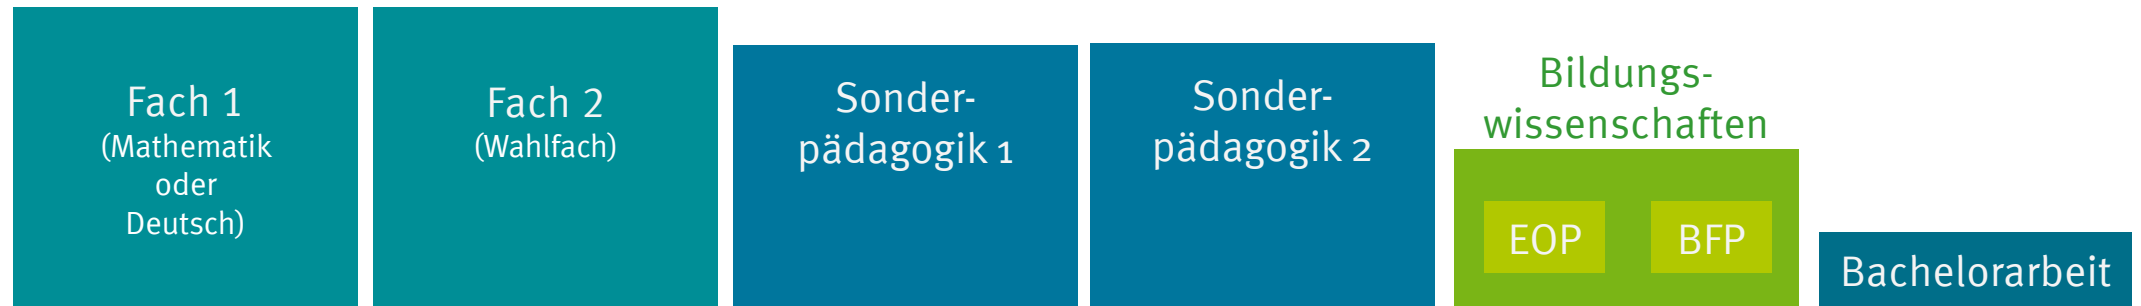 Fach 1
(Mathematik
oder
Deutsch)
Fach 2
(Wahlfach)
Sonder-
pädagogik 1
Sonder-
pädagogik 2
Bildungs-
wissenschaften
EOP
BFP
Bachelorarbeit